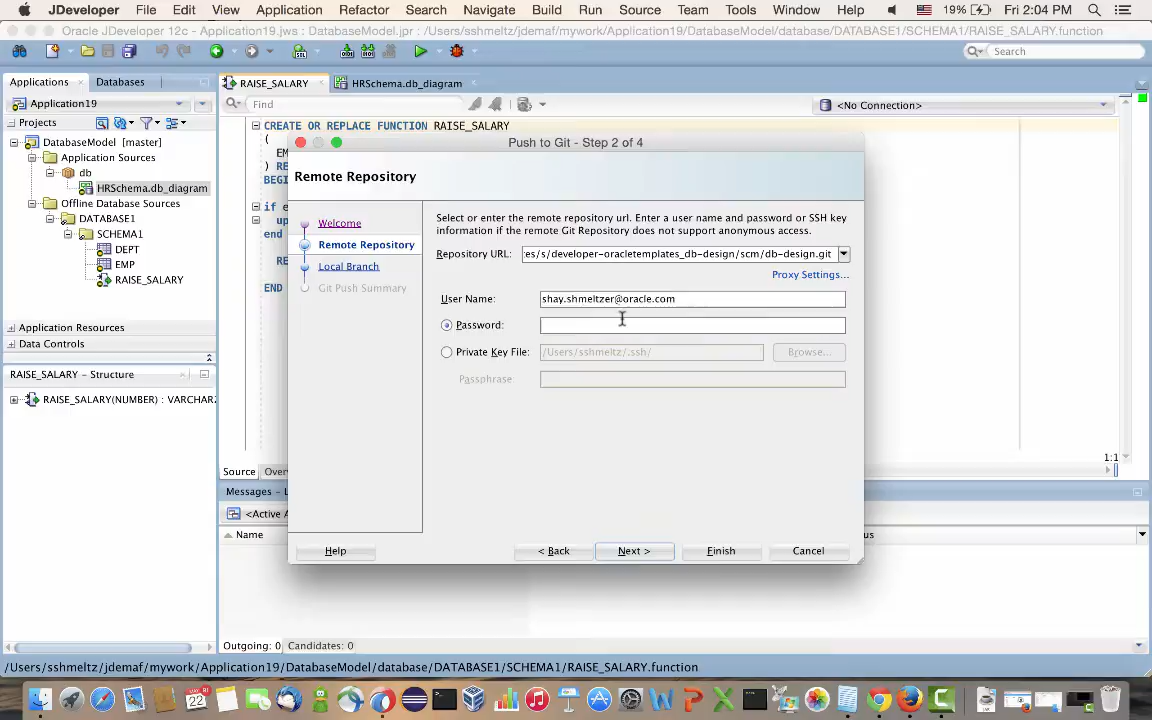 JDeveloper File Edit View Application Refactor Search Navigate Build Run Source Team Tools Window Help 19% Fri 2:04 PM
Oracle JDeveloper 12c - Application19.jws : DatabaseModel.jpr : /Users/sshmeltz/jdemaf/mywork/Application19/DatabaseModel/database/DATABASE1/SCHEMA1/RAISE_SALARY.function
Search
Applications Databases RAISE_SALARY HRSchema.db_diagram
Application19 Find <No Connection>
Projects
CREATE OR REPLACE FUNCTION RAISE_SALARY
DatabaseModel [master]
(
Application Sources
EM
db
) RE
HRSchema.db_diagram
BEGI
Offline Database Sources
if e
DATABASE1
up
SCHEMA1
end
DEPT
EMP
RE
RAISE_SALARY
END
Application Resources
Data Controls
RAISE_SALARY - Structure
RAISE_SALARY(NUMBER) : VARCHAR2
1:1
Source Overv
Messages - L
<Active A
Name
us
Outgoing: 0 Candidates: 0
/Users/sshmeltz/jdemaf/mywork/Application19/DatabaseModel/database/DATABASE1/SCHEMA1/RAISE_SALARY.function
Push to Git - Step 2 of 4
Remote Repository
Welcome
Remote Repository
Local Branch
Git Push Summary
Select or enter the remote repository url. Enter a user name and password or SSH key
information if the remote Git Repository does not support anonymous access.
Repository URL: es/s/developer-oracletemplates_db-design/scm/db-design.git
Proxy Settings...
User Name: shay.shmeltzer@oracle.com
Password:
Private Key File: /Users/sshmeltz/.ssh/ Browse...
Passphrase
Help < Back Next > Finish Cancel